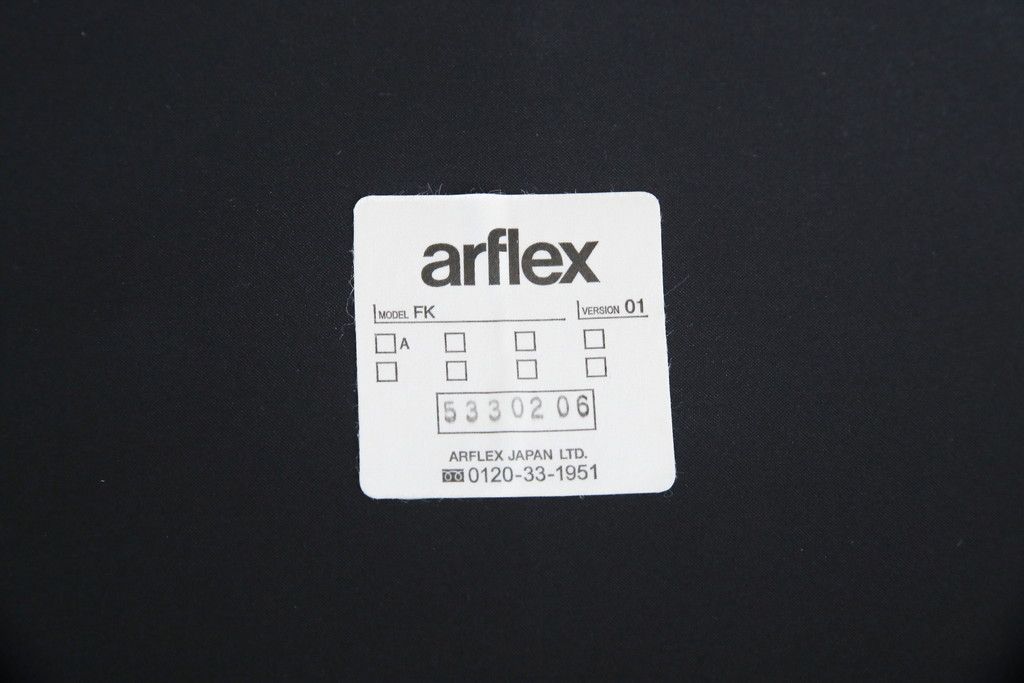 arflex
MODEL FK VERSION 01
A
5330206
ARFLEX JAPAN LTD.
0120-33-1951